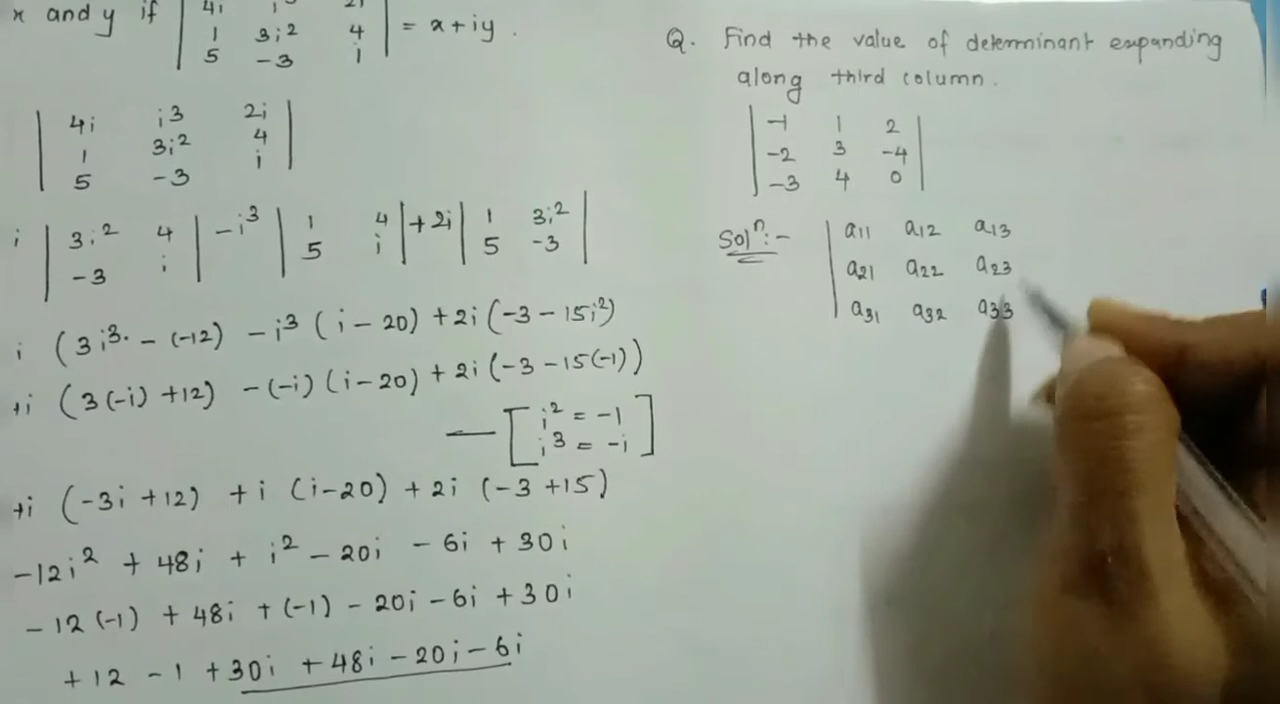 x and y if | 4i i³ 2i |
| 1 3i² 4 | = x + iy .
| 5 -3 i |
| 4i i³ 2i |
| 1 3i² 4 |
| 5 -3 i |
i | 3i² 4 | - i³ | 1 4 | + 2i | 1 3i² |
| -3 i | | 5 i | | 5 -3 |
i (3i³· - (-12) - i³ (i - 20) + 2i (-3 - 15i²)
+i (3(-i) + 12) - (-i) (i - 20) + 2i (-3 - 15(-1))
— [ i² = -1
i³ = -i ]
+i (-3i + 12) + i (i - 20) + 2i (-3 + 15)
-12i² + 48i + i² - 20i - 6i + 30i
- 12 (-1) + 48i + (-1) - 20i - 6i + 30i
+ 12 - 1 + 30i + 48i - 20i - 6i
Q. Find the value of determinant expanding
along third column.
| -1 1 2 |
| -2 3 -4 |
| -3 4 0 |
Solⁿ:- | a11 a12 a13
| a21 a22 a23
| a31 a32 a33